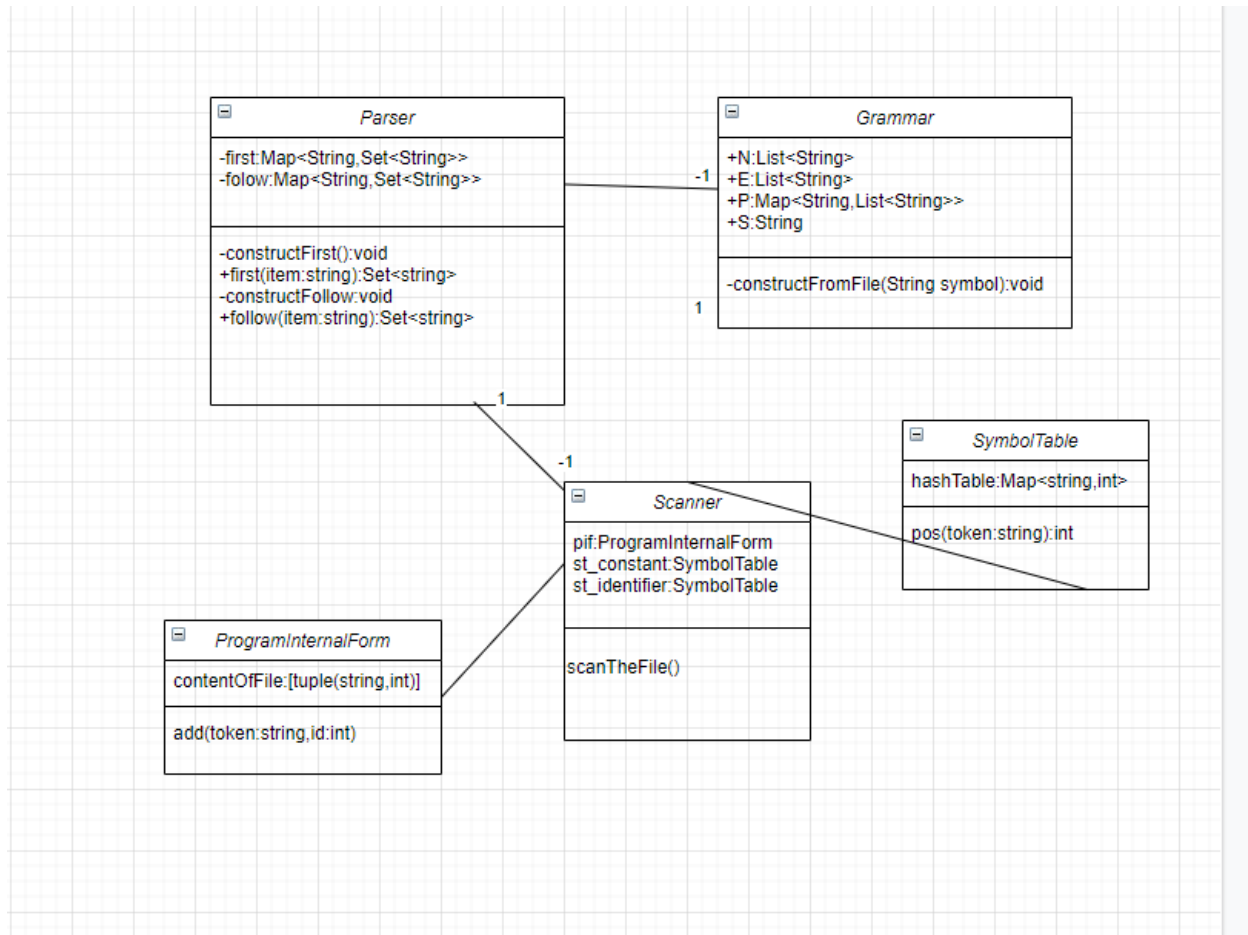 Parser
-first:Map<String,Set<String>>
-folow:Map<String,Set<String>>
-constructFirst():void
+first(item:string):Set<string>
-constructFollow:void
+follow(item:string):Set<string>
Grammar
+N:List<String>
+E:List<String>
+P:Map<String,List<String>>
+S:String
-constructFromFile(String symbol):void
-1
1
1
-1
SymbolTable
hashTable:Map<string,int>
pos(token:string):int
Scanner
pif:ProgramInternalForm
st_constant:SymbolTable
st_identifier:SymbolTable
scanTheFile()
ProgramInternalForm
contentOfFile:[tuple(string,int)]
add(token:string,id:int)